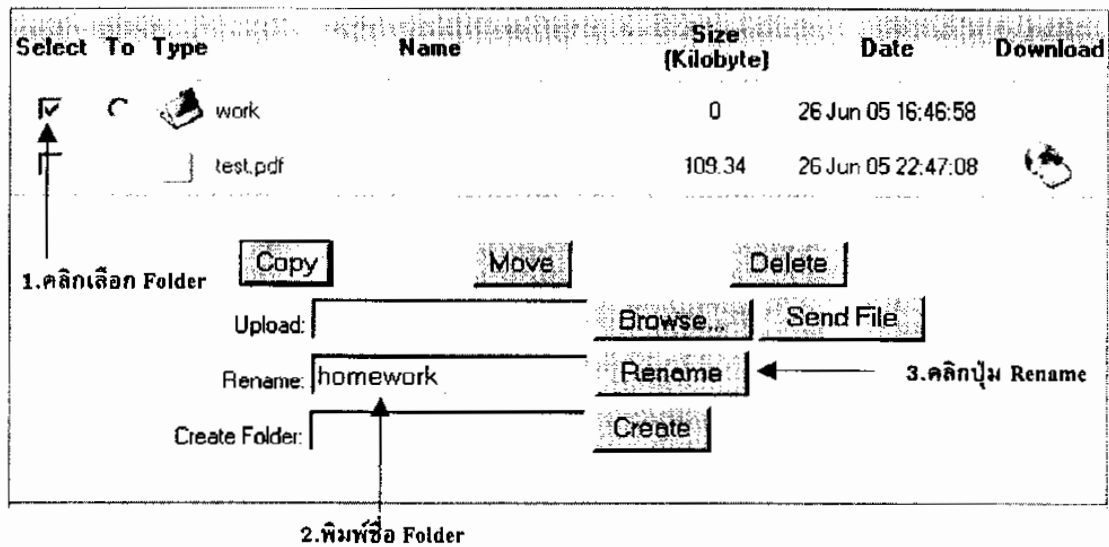 Select To Type Name Size (Kilobyte) Date Download
work 0 26 Jun 05 16:46:58
test.pdf 109.34 26 Jun 05 22:47:08
Copy Move Delete
1.คลิกเลือก Folder
Upload: Browse... Send File
Rename: homework Rename 3.คลิกปุ่ม Rename
Create Folder: Create
2.พิมพ์ชื่อ Folder